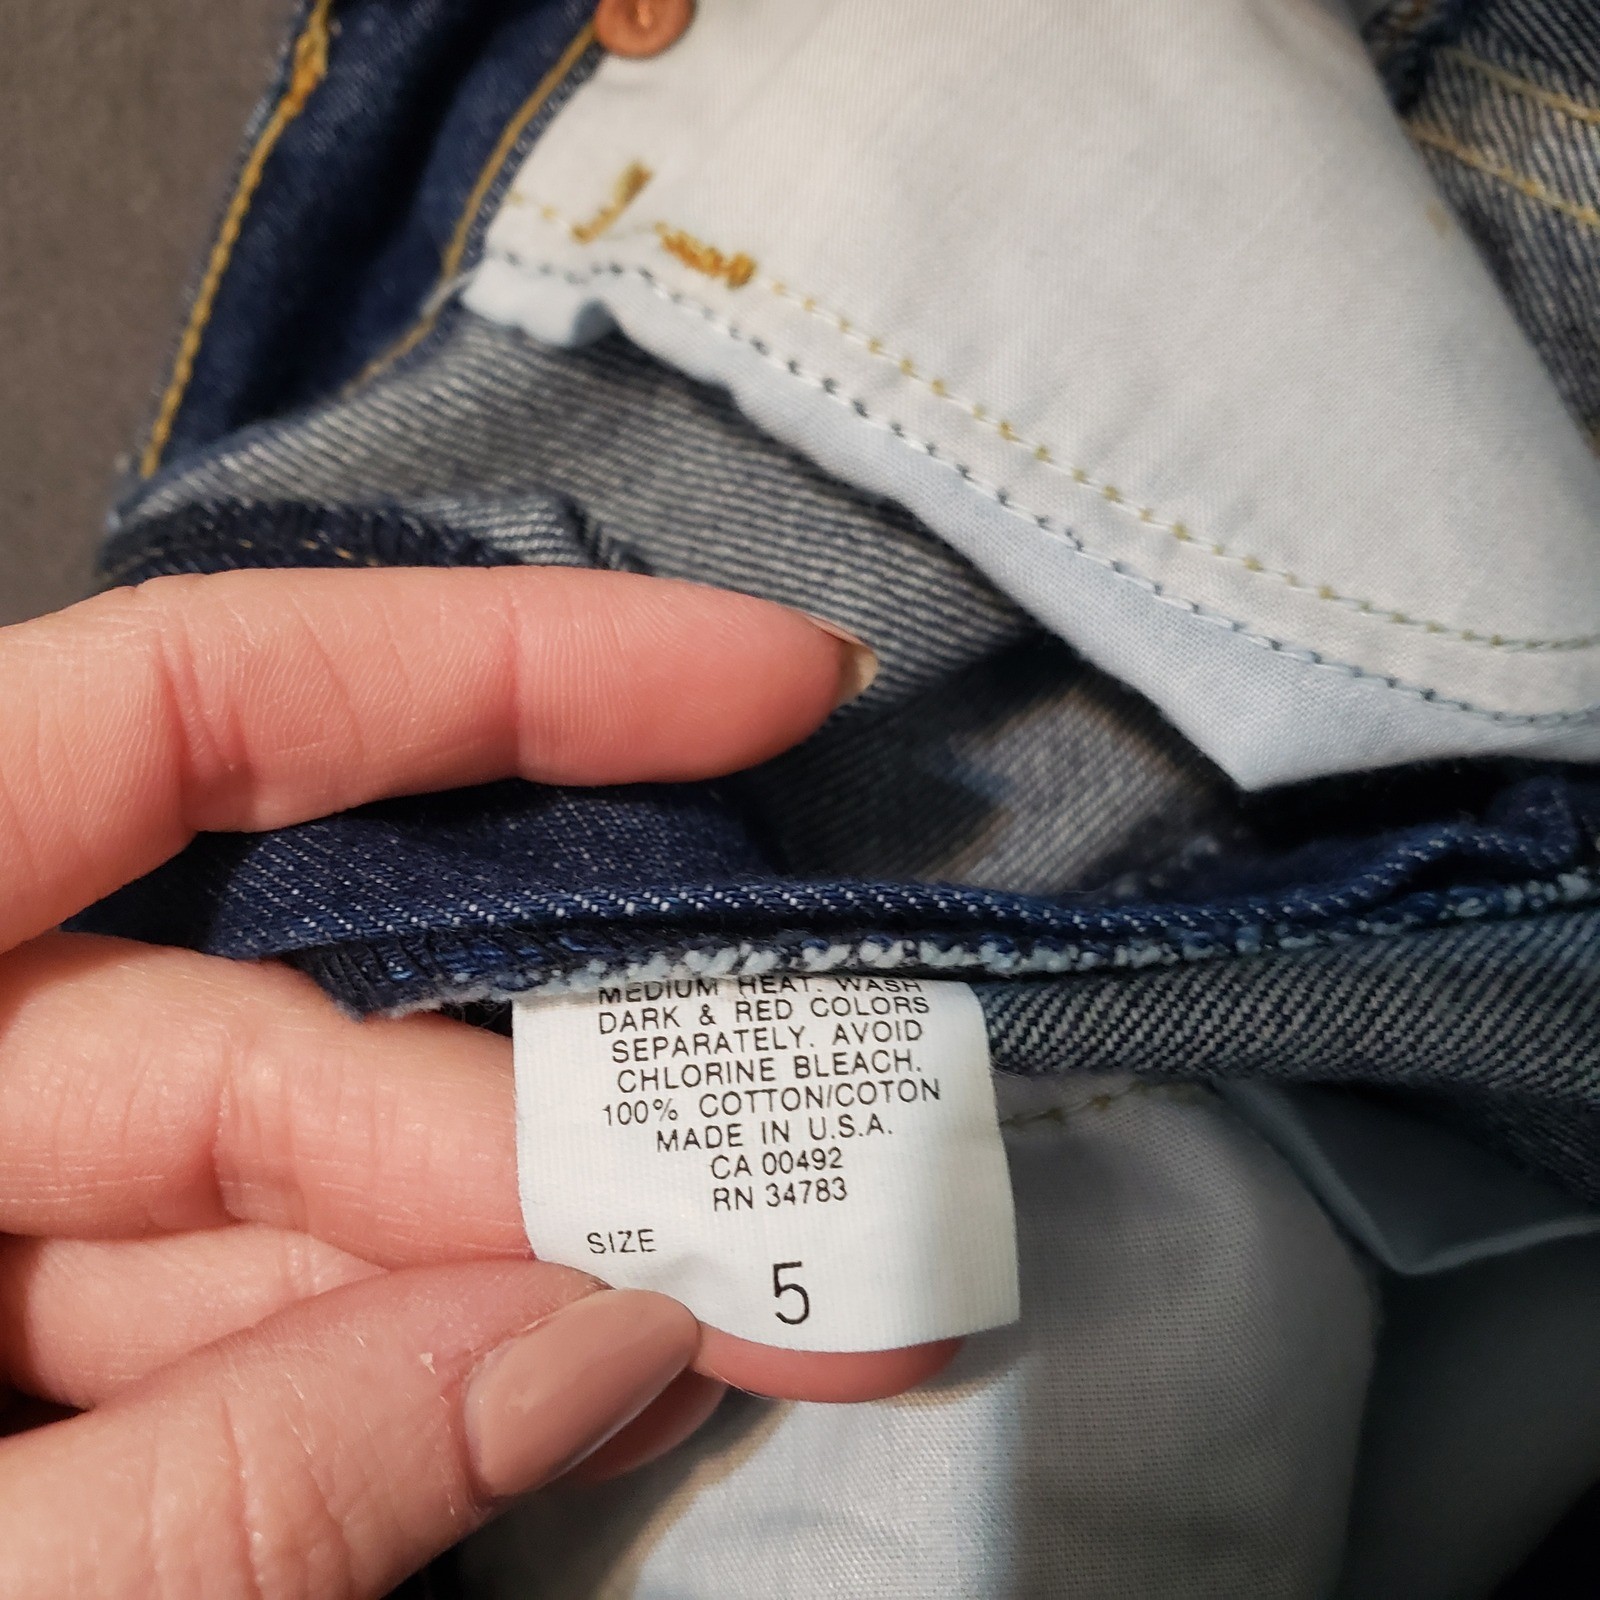 MEDIUM HEAT. WASH
DARK & RED COLORS
SEPARATELY. AVOID
CHLORINE BLEACH.
100% COTTON/COTON
MADE IN U.S.A.
CA 00492
RN 34783
SIZE
5